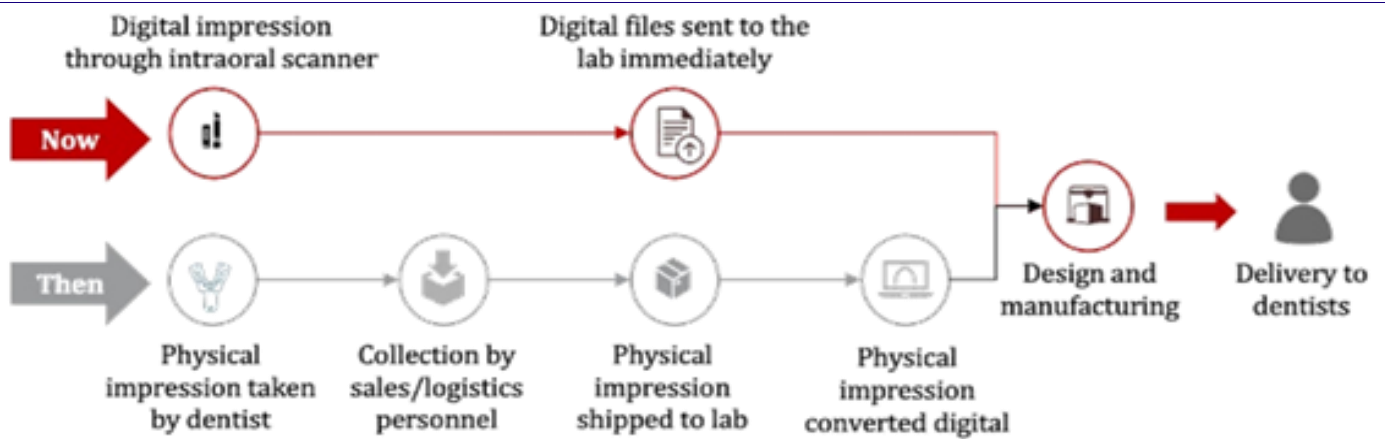 Digital impression
through intraoral scanner
Digital files sent to the
lab immediately
Now
Then
Design and
manufacturing
Delivery to
dentists
Physical
impression taken
by dentist
Collection by
sales/logistics
personnel
Physical
impression
shipped to lab
Physical
impression
converted digital